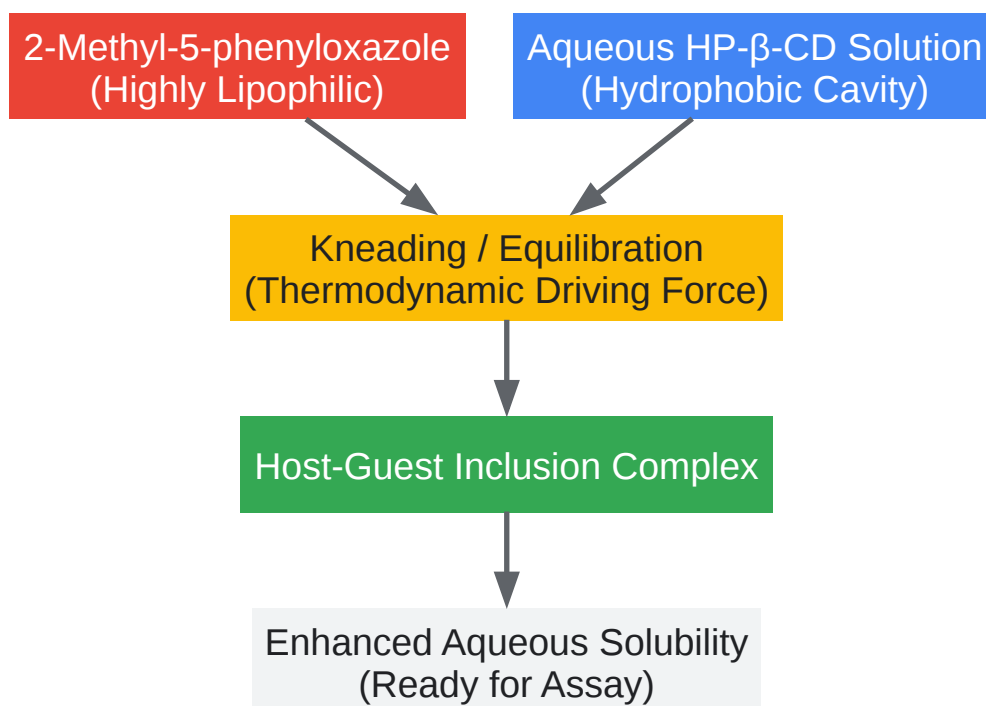 2-Methyl-5-phenyloxazole
(Highly Lipophilic)
Aqueous HP-β-CD Solution
(Hydrophobic Cavity)
Kneading / Equilibration
(Thermodynamic Driving Force)
Host-Guest Inclusion Complex
Enhanced Aqueous Solubility
(Ready for Assay)